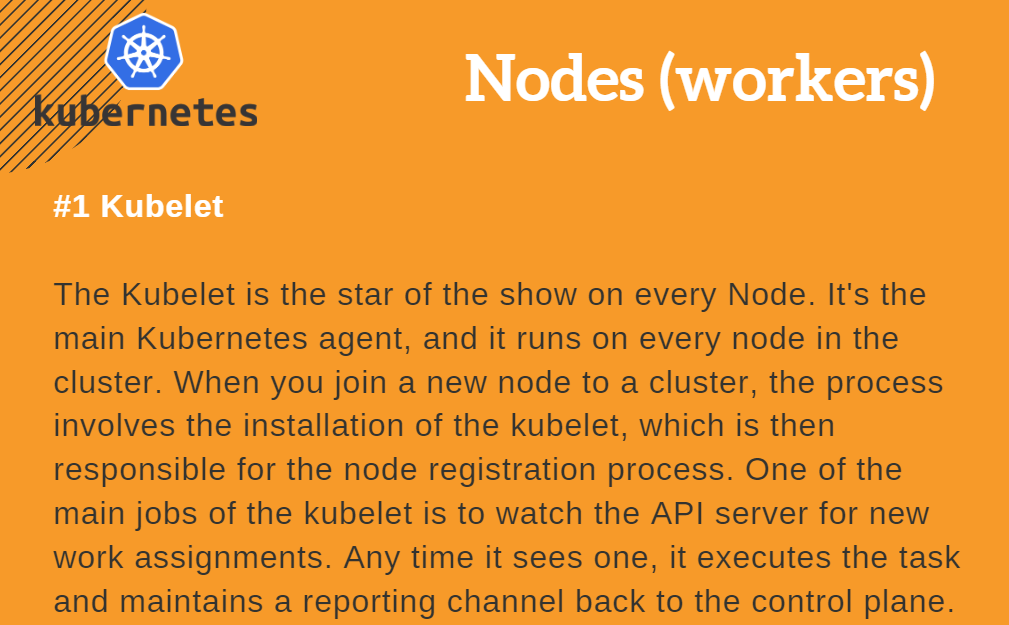 kubernetes
Nodes (workers)
#1 Kubelet
The Kubelet is the star of the show on every Node. It's the
main Kubernetes agent, and it runs on every node in the
cluster. When you join a new node to a cluster, the process
involves the installation of the kubelet, which is then
responsible for the node registration process. One of the
main jobs of the kubelet is to watch the API server for new
work assignments. Any time it sees one, it executes the task
and maintains a reporting channel back to the control plane.